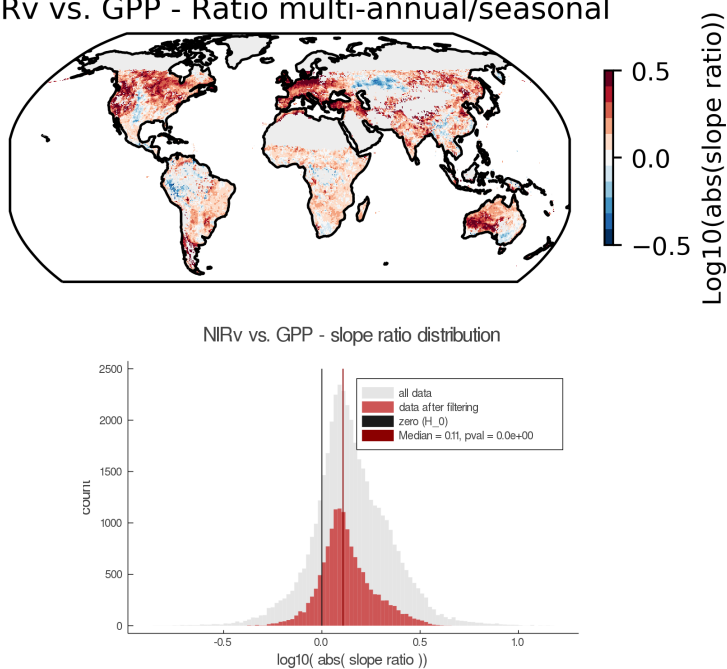 Rv vs. GPP - Ratio multi-annual/seasonal
0.5
0.0
−0.5
Log10(abs(slope ratio))
NIRv vs. GPP - slope ratio distribution
2500
2000
1500
1000
500
0
count
all data
data after filtering
zero (H_0)
Median = 0.11, pval = 0.0e+00
-0.5
0.0
0.5
1.0
log10( abs( slope ratio ))